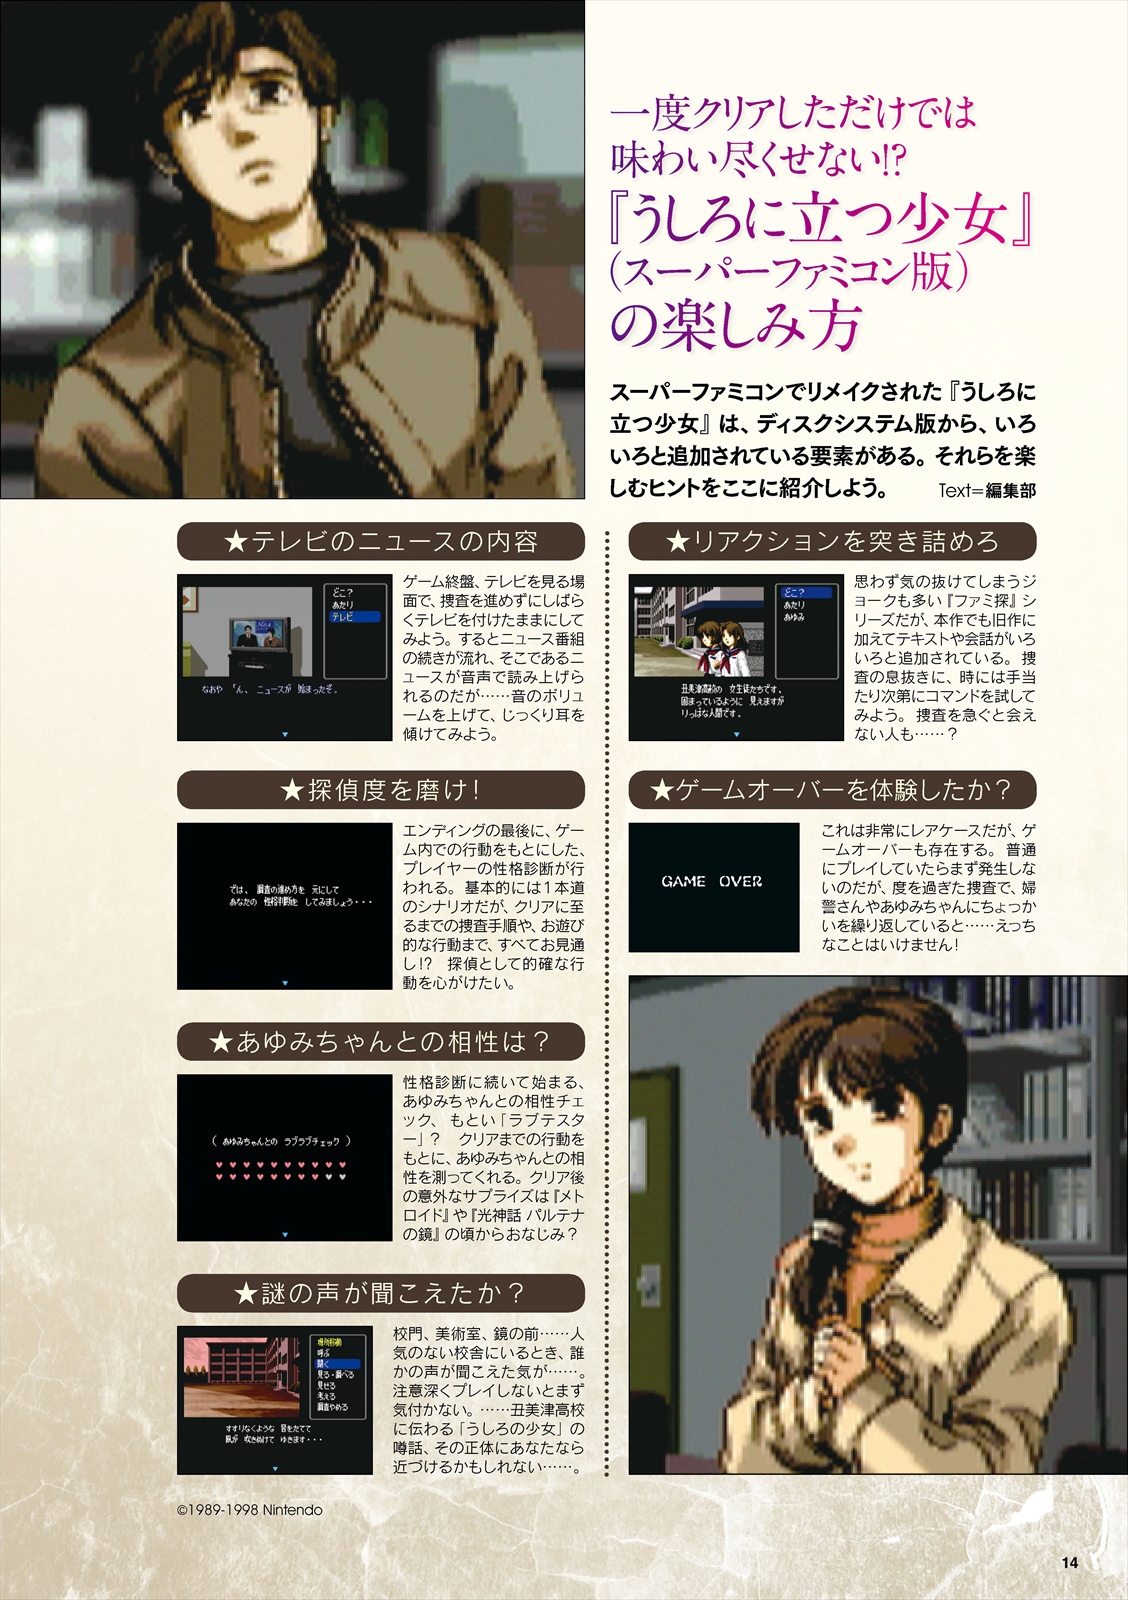 一度クリアしただけでは
味わい尽くせない!?
『うしろに立つ少女』
（スーパーファミコン版）
の楽しみ方
スーパーファミコンでリメイクされた『うしろに
立つ少女』は、ディスクシステム版から、いろ
いろと追加されている要素がある。それらを楽
しむヒントをここに紹介しよう。 Text=編集部
★テレビのニュースの内容
どこ？
あたり
テレビ
なおや 「ん、ニュースが 始まったぞ。
ゲーム終盤、テレビを見る場
面で、捜査を進めずにしばら
くテレビを付けたままにして
みよう。するとニュース番組
の続きが流れ、そこであるニ
ュースが音声で読み上げら
れるのだが……音のボリュ
ームを上げて、じっくり耳を
傾けてみよう。
★探偵度を磨け！
では、 調査の進め方を 元にして
あなたの 性格判断を してみましょう・・・
エンディングの最後に、ゲー
ム内での行動をもとにした、
プレイヤーの性格診断が行
われる。基本的には1本道
のシナリオだが、クリアに至
るまでの捜査手順や、お遊び
的な行動まで、すべてお見通
し!?　探偵として的確な行
動を心がけたい。
★あゆみちゃんとの相性は？
（ あゆみちゃんとの ラブラブチェック ）
♥♥♥♥♥♥♥♥♥♥
♥♥♥♥♥♥♥♥♥♥
性格診断に続いて始まる、
あゆみちゃんとの相性チェ
ック、もとい「ラブテスタ
ー」？　クリアまでの行動を
もとに、あゆみちゃんとの相
性を測ってくれる。クリア後
の意外なサプライズは『メト
ロイド』や『光神話 パルテナ
の鏡』の頃からおなじみ？
★謎の声が聞こえたか？
場所移動
呼ぶ
聞く
見る・調べる
見せる
考える
調査やめる
すすりなくような 音をたてて
風が 吹きぬけて ゆきます・・・
校門、美術室、鏡の前……人
気のない校舎にいるとき、誰
かの声が聞こえた気が……。
注意深くプレイしないとまず
気付かない。……丑美津高校
に伝わる「うしろの少女」の
噂話、その正体にあなたなら
近づけるかもしれない……。
★リアクションを突き詰めろ
どこ？
あたり
あゆみ
丑美津高校の 女生徒たちです、
困まっているように 見えますが
りっぱな人間です。
思わず気の抜けてしまうジ
ョークも多い『ファミ探』シ
リーズだが、本作でも旧作に
加えてテキストや会話がいろ
いろと追加されている。捜
査の息抜きに、時には手当
たり次第にコマンドを試して
みよう。捜査を急ぐと会え
ない人も……？
★ゲームオーバーを体験したか？
GAME OVER
これは非常にレアケースだが、ゲ
ームオーバーも存在する。普通
にプレイしていたらまず発生しな
いのだが、度を過ぎた捜査で、婦
警さんやあゆみちゃんにちょっか
いを繰り返していると……えっち
なことはいけません！
©1989-1998 Nintendo
14